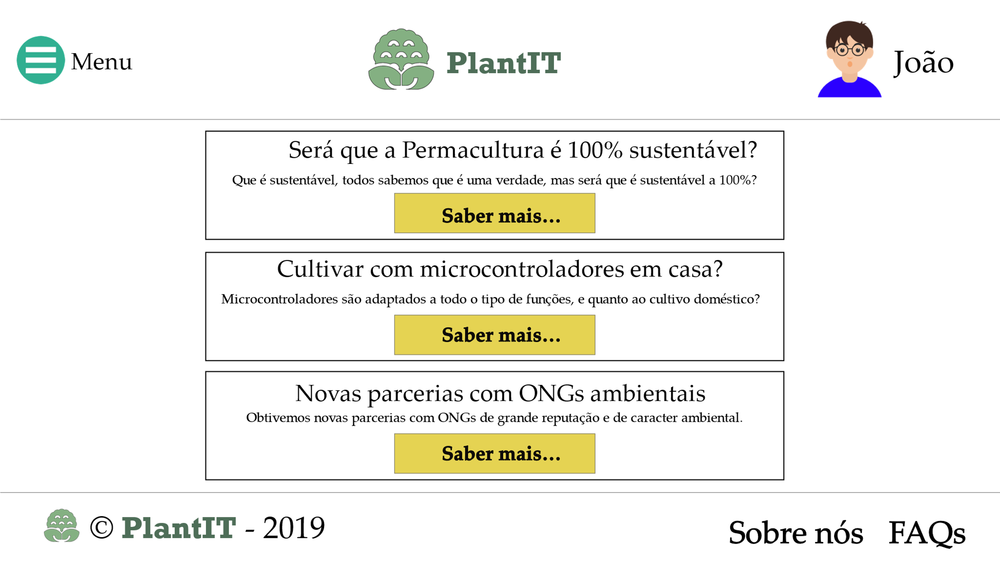 Menu
PlantIT
João
Será que a Permacultura é 100% sustentável?
Que é sustentável, todos sabemos que é uma verdade, mas será que é sustentável a 100%?
Saber mais...
Cultivar com microcontroladores em casa?
Microcontroladores são adaptados a todo o tipo de funções, e quanto ao cultivo doméstico?
Saber mais...
Novas parcerias com ONGs ambientais
Obtivemos novas parcerias com ONGs de grande reputação e de caracter ambiental.
Saber mais...
© PlantIT - 2019
Sobre nós FAQs